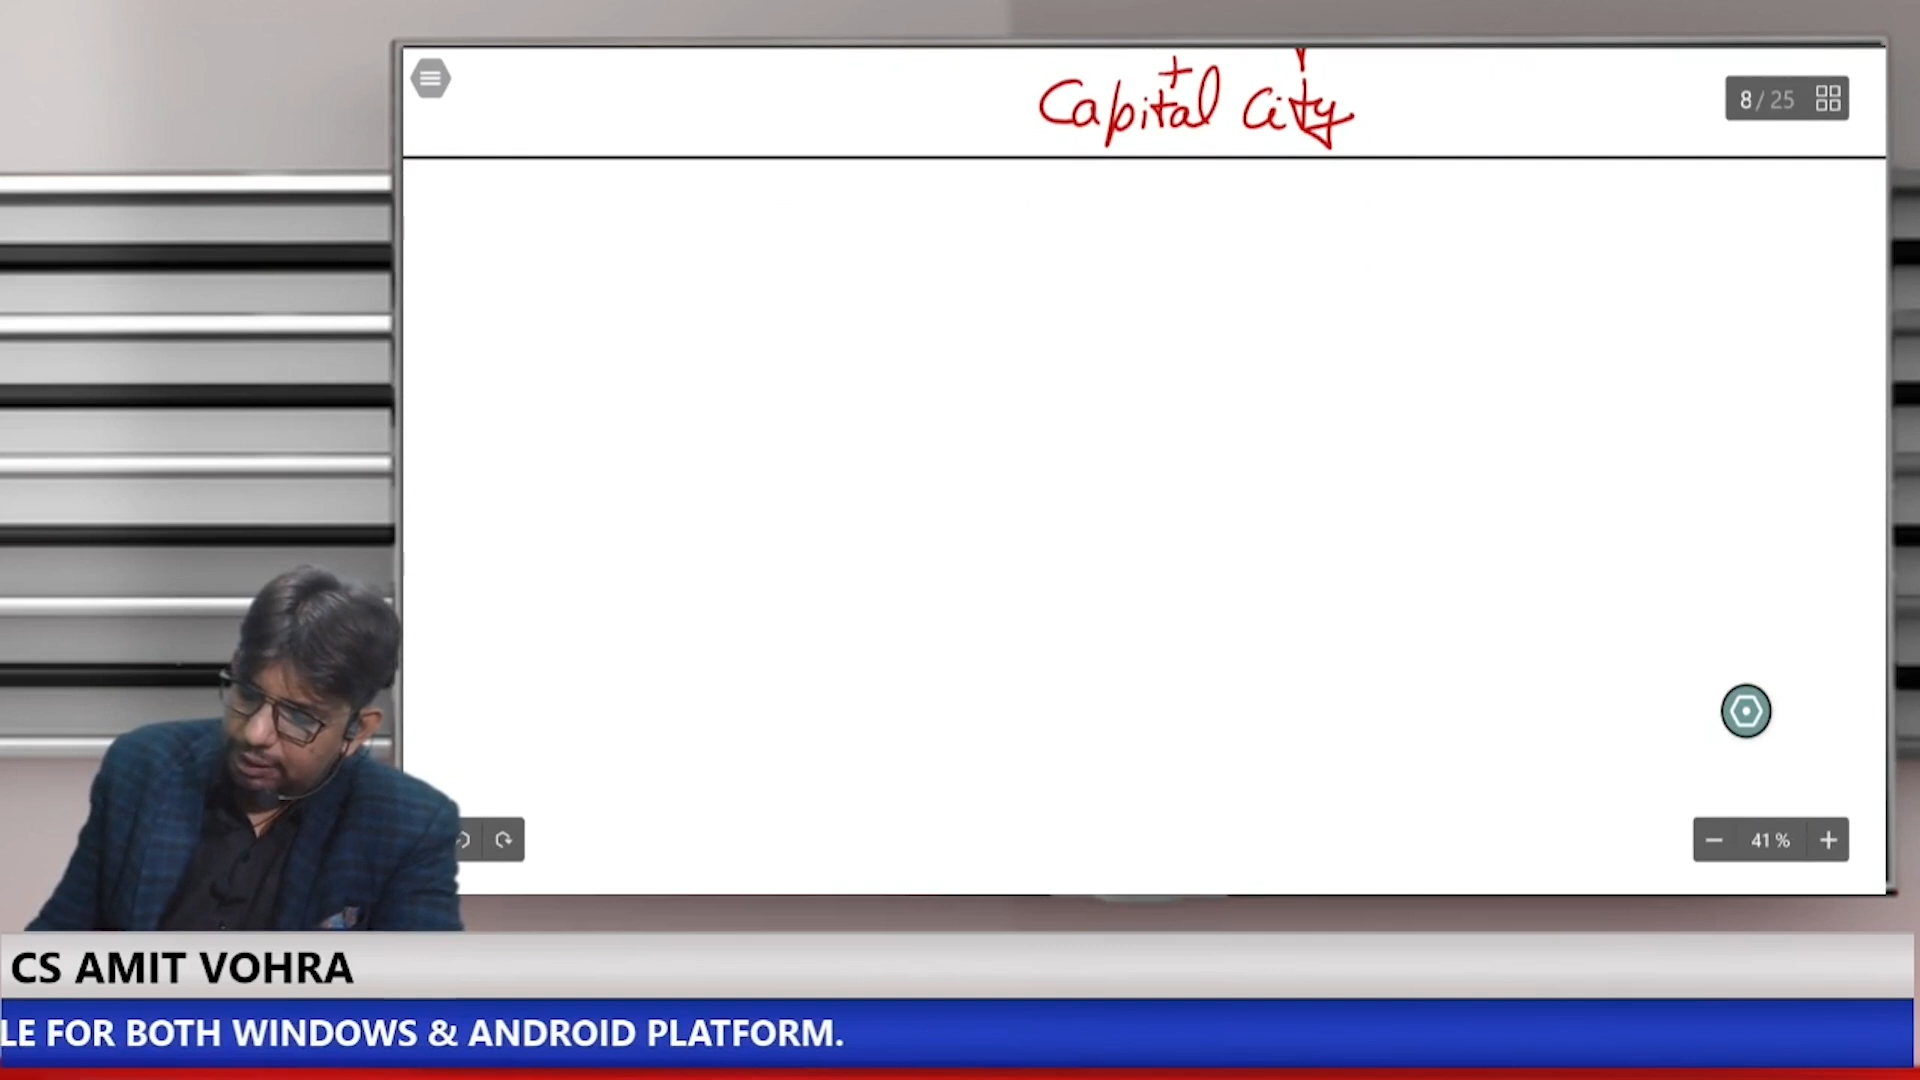 +
Capital City
8 / 25
41 %
CS AMIT VOHRA
LE FOR BOTH WINDOWS & ANDROID PLATFORM.